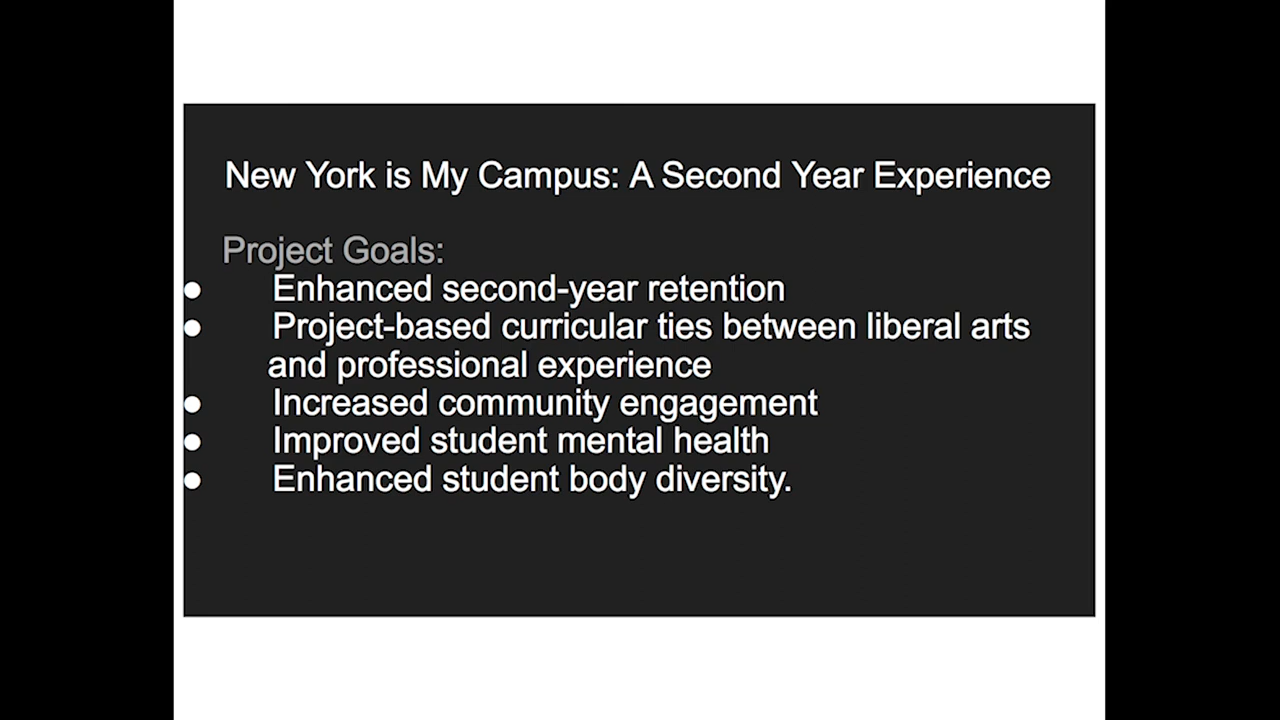 New York is My Campus: A Second Year Experience
Project Goals:
● Enhanced second-year retention
● Project-based curricular ties between liberal arts
and professional experience
● Increased community engagement
● Improved student mental health
● Enhanced student body diversity.